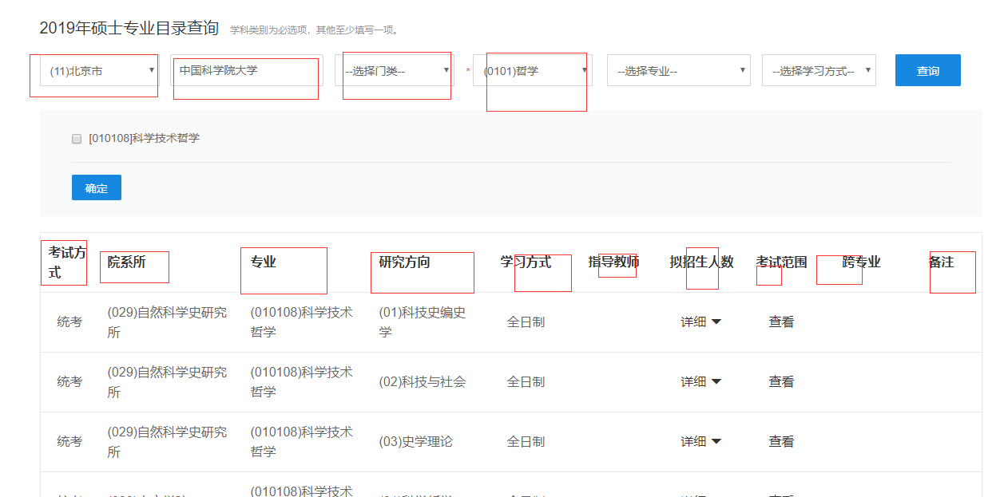 2019年硕士专业目录查询 学科类别为必选项，其他至少填写一项。
(11)北京市 中国科学院大学 --选择门类-- * (0101)哲学 --选择专业-- --选择学习方式-- 查询
[010108]科学技术哲学
确定
考试方式 院系所 专业 研究方向 学习方式 指导教师 拟招生人数 考试范围 跨专业 备注
统考 (029)自然科学史研究所 (010108)科学技术哲学 (01)科技史编史学 全日制 详细 查看
统考 (029)自然科学史研究所 (010108)科学技术哲学 (02)科技与社会 全日制 详细 查看
统考 (029)自然科学史研究所 (010108)科学技术哲学 (03)史学理论 全日制 详细 查看
(010108)科学技术